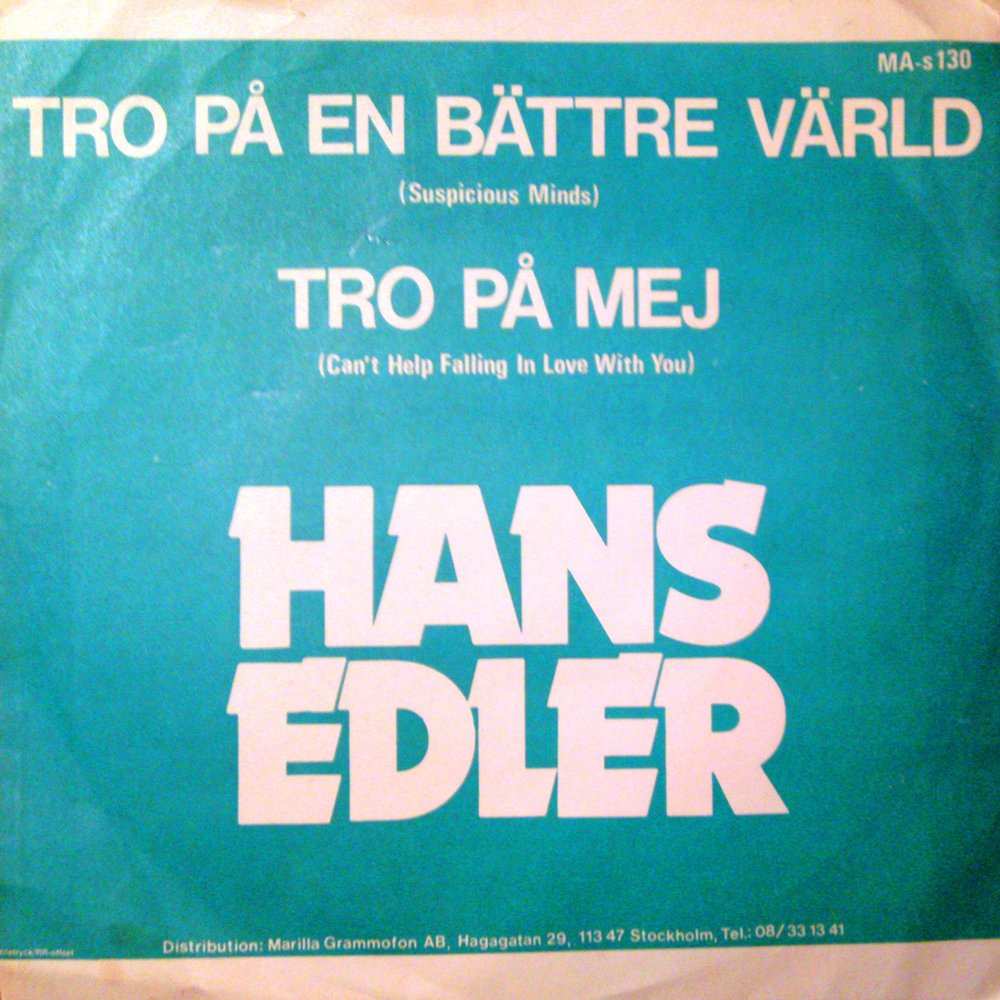 MA-s 130
TRO PÅ EN BÄTTRE VÄRLD
(Suspicious Minds)
TRO PÅ MEJ
(Can't Help Falling In Love With You)
HANS
EDLER
Distribution: Marilla Grammofon AB, Hagagatan 29, 113 47 Stockholm, Tel.: 08/33 13 41